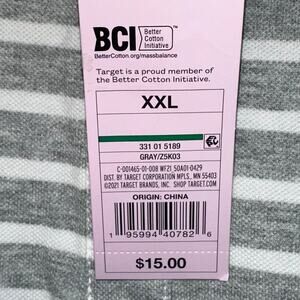 BCI Better
Cotton
Initiative
BetterCotton.org/massbalance
Target is a proud member of
the Better Cotton Initiative.
XXL
331 01 5189
GRAY/Z5K03
C-001465-01-008 WFZ1_50A01-0429
DIST. BY TARGET CORPORATION MPLS., MN 55403
©2021 TARGET BRANDS, INC. SHOP TARGET.COM
ORIGIN: CHINA
1 95994 40782 6
$15.00